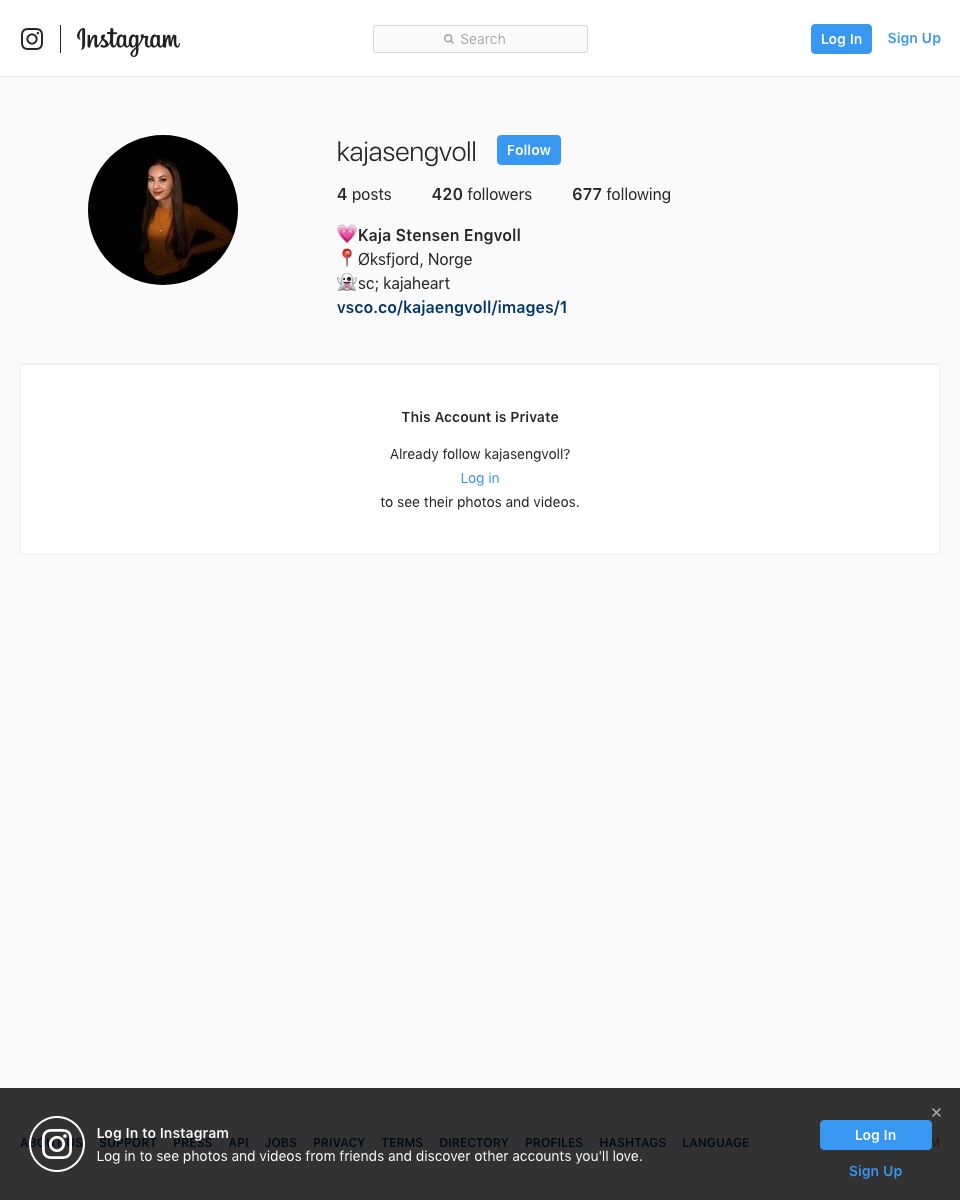 Instagram
Search
Log In
Sign Up
kajasengvoll
Follow
4 posts 420 followers 677 following
💗Kaja Stensen Engvoll
📍Øksfjord, Norge
👻sc; kajaheart
vsco.co/kajaengvoll/images/1
This Account is Private
Already follow kajasengvoll?
Log in
to see their photos and videos.
Log In to Instagram
SUPPORT PRESS API JOBS PRIVACY TERMS DIRECTORY PROFILES HASHTAGS LANGUAGE
Log in to see photos and videos from friends and discover other accounts you'll love.
×
Log In
Sign Up